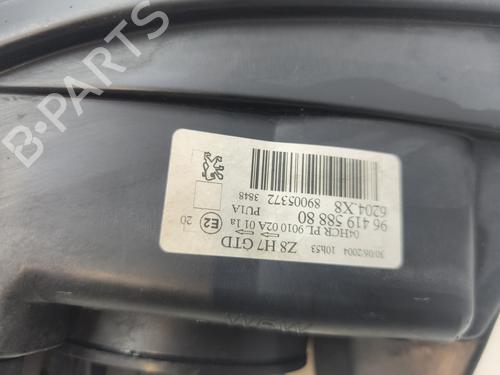 B-PARTS
30/06/2004 10h53
Z8 H7 GTD
04HCR PL 9010 02A 01 1a
E2
20
96 419 588 80
PU1A
6204.X8
89005372 3848